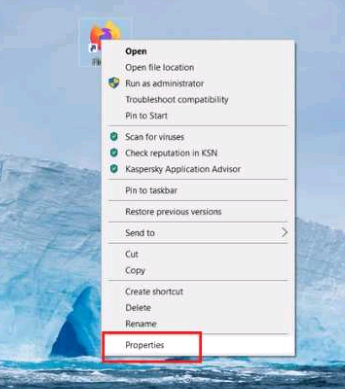 Open
Open file location
Run as administrator
Troubleshoot compatibility
Pin to Start
Scan for viruses
Check reputation in KSN
Kaspersky Application Advisor
Pin to taskbar
Restore previous versions
Send to
Cut
Copy
Create shortcut
Delete
Rename
Properties